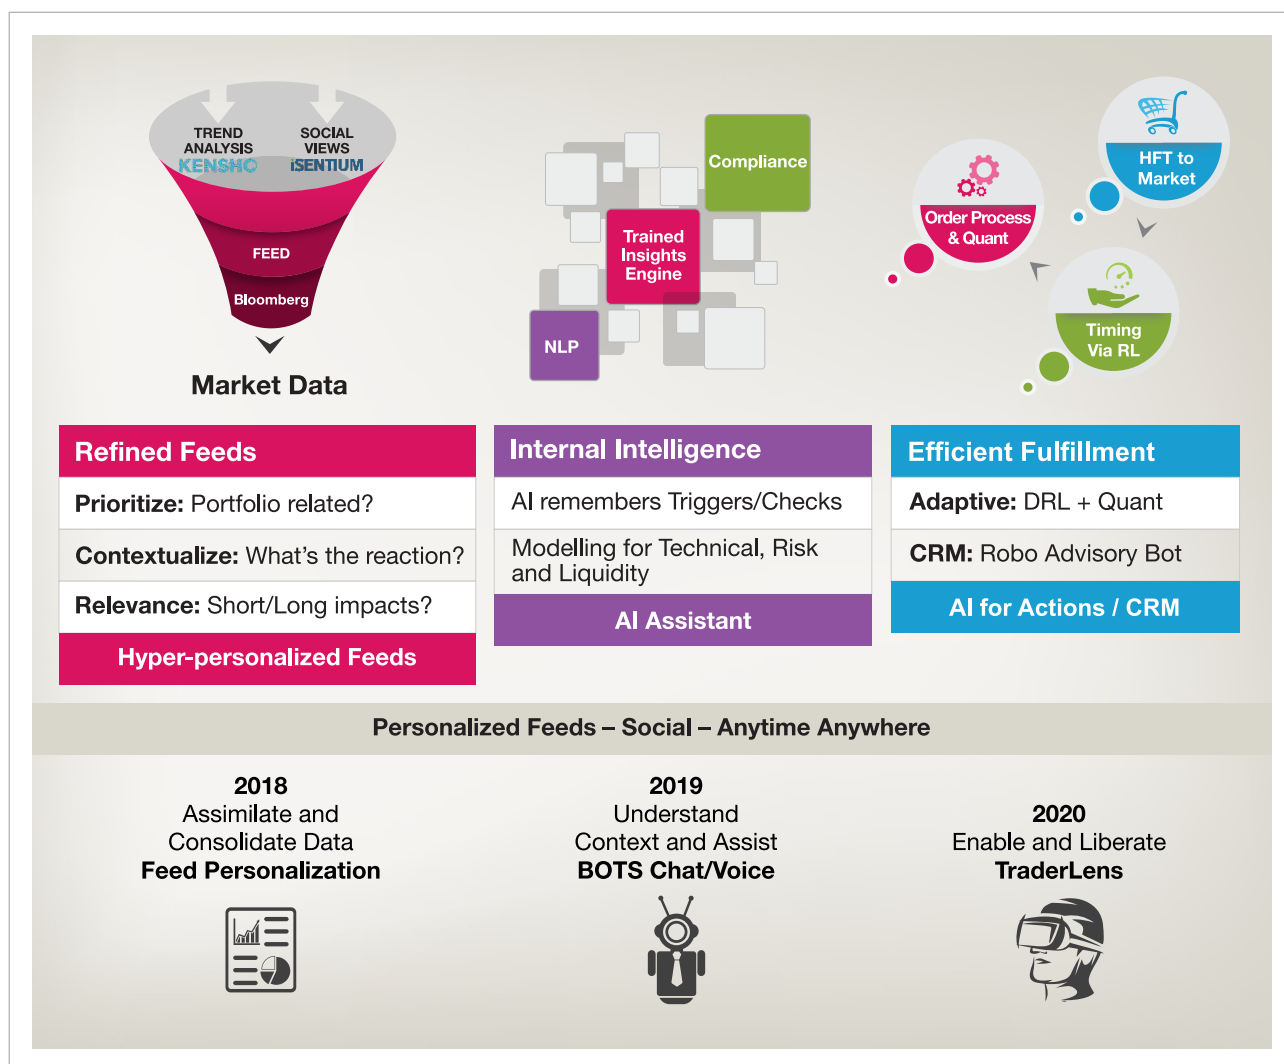 TREND
ANALYSIS
KENSHO
SOCIAL
VIEWS
iSENTIUM
FEED
Bloomberg
Market Data
Compliance
Trained
Insights
Engine
NLP
HFT to
Market
Order Process
& Quant
Timing
Via RL
Refined Feeds
Prioritize: Portfolio related?
Contextualize: What's the reaction?
Relevance: Short/Long impacts?
Hyper-personalized Feeds
Internal Intelligence
AI remembers Triggers/Checks
Modelling for Technical, Risk
and Liquidity
AI Assistant
Efficient Fulfillment
Adaptive: DRL + Quant
CRM: Robo Advisory Bot
AI for Actions / CRM
Personalized Feeds – Social – Anytime Anywhere
2018
Assimilate and
Consolidate Data
Feed Personalization
2019
Understand
Context and Assist
BOTS Chat/Voice
2020
Enable and Liberate
TraderLens